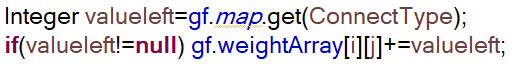 Integer valueleft=gf.map.get(ConnectType);
if(valueleft!=null) gf.weightArray[i][j]+=valueleft;